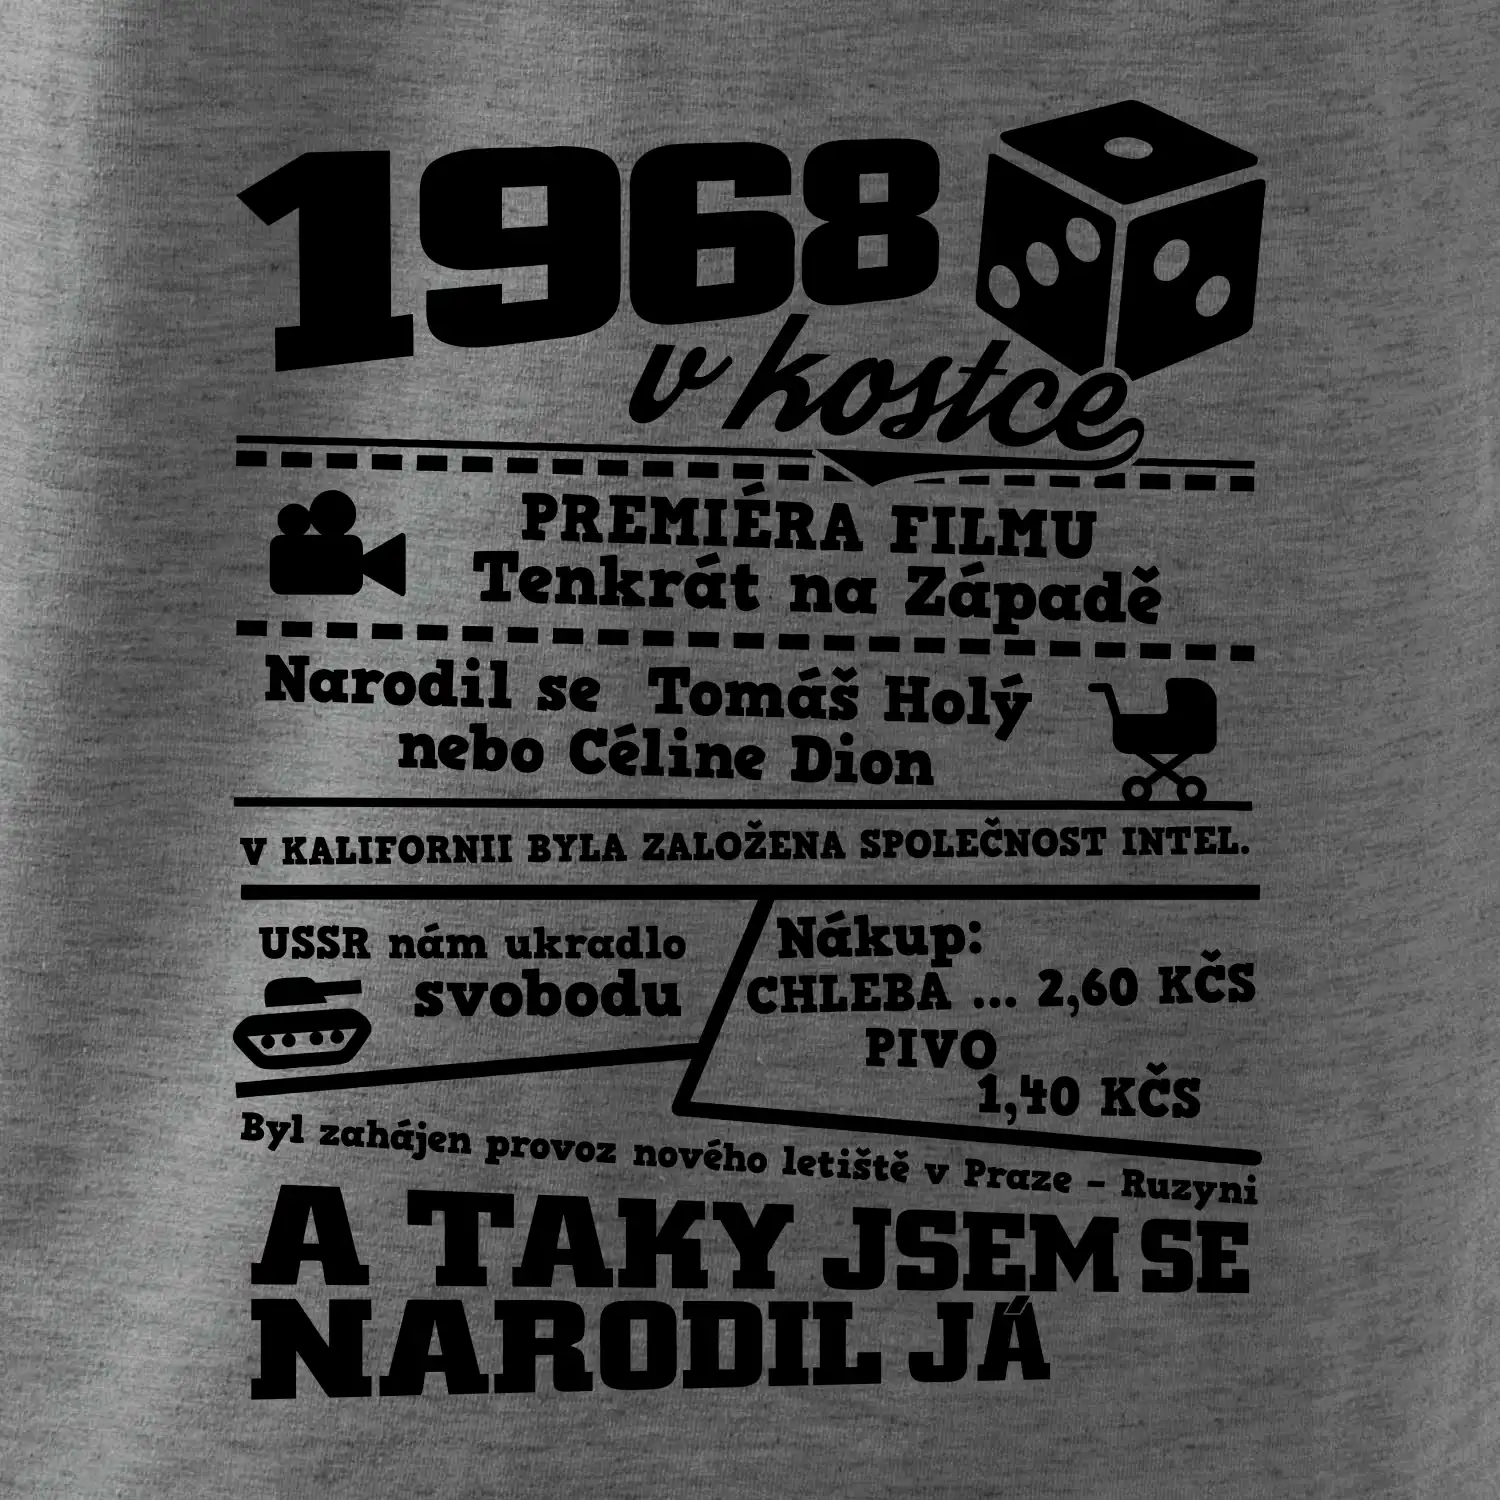 1968
v kostce
PREMIÉRA FILMU
Tenkrát na Západě
Narodil se Tomáš Holý
nebo Céline Dion
V KALIFORNII BYLA ZALOŽENA SPOLEČNOST INTEL.
USSR nám ukradlo
svobodu
Nákup:
CHLEBA ... 2,60 KČS
PIVO
1,40 KČS
Byl zahájen provoz nového letiště v Praze – Ruzyni
A TAKY JSEM SE
NARODIL JÁ